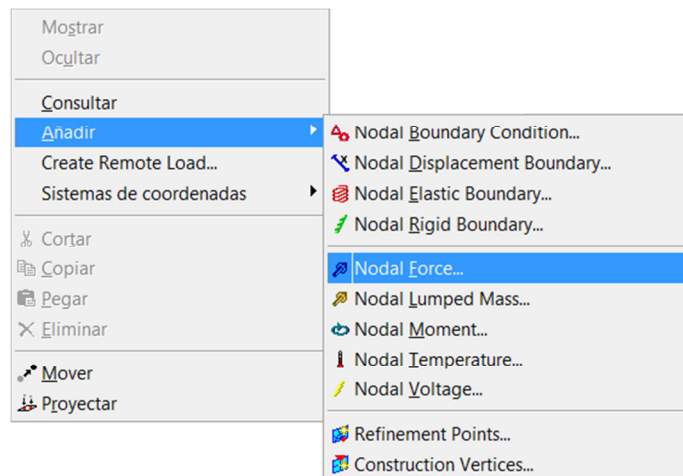 Mostrar
Ocultar
Consultar
Añadir
Create Remote Load...
Sistemas de coordenadas
Cortar
Copiar
Pegar
Eliminar
Mover
Proyectar
Nodal Boundary Condition...
Nodal Displacement Boundary...
Nodal Elastic Boundary...
Nodal Rigid Boundary...
Nodal Force...
Nodal Lumped Mass...
Nodal Moment...
Nodal Temperature...
Nodal Voltage...
Refinement Points...
Construction Vertices...